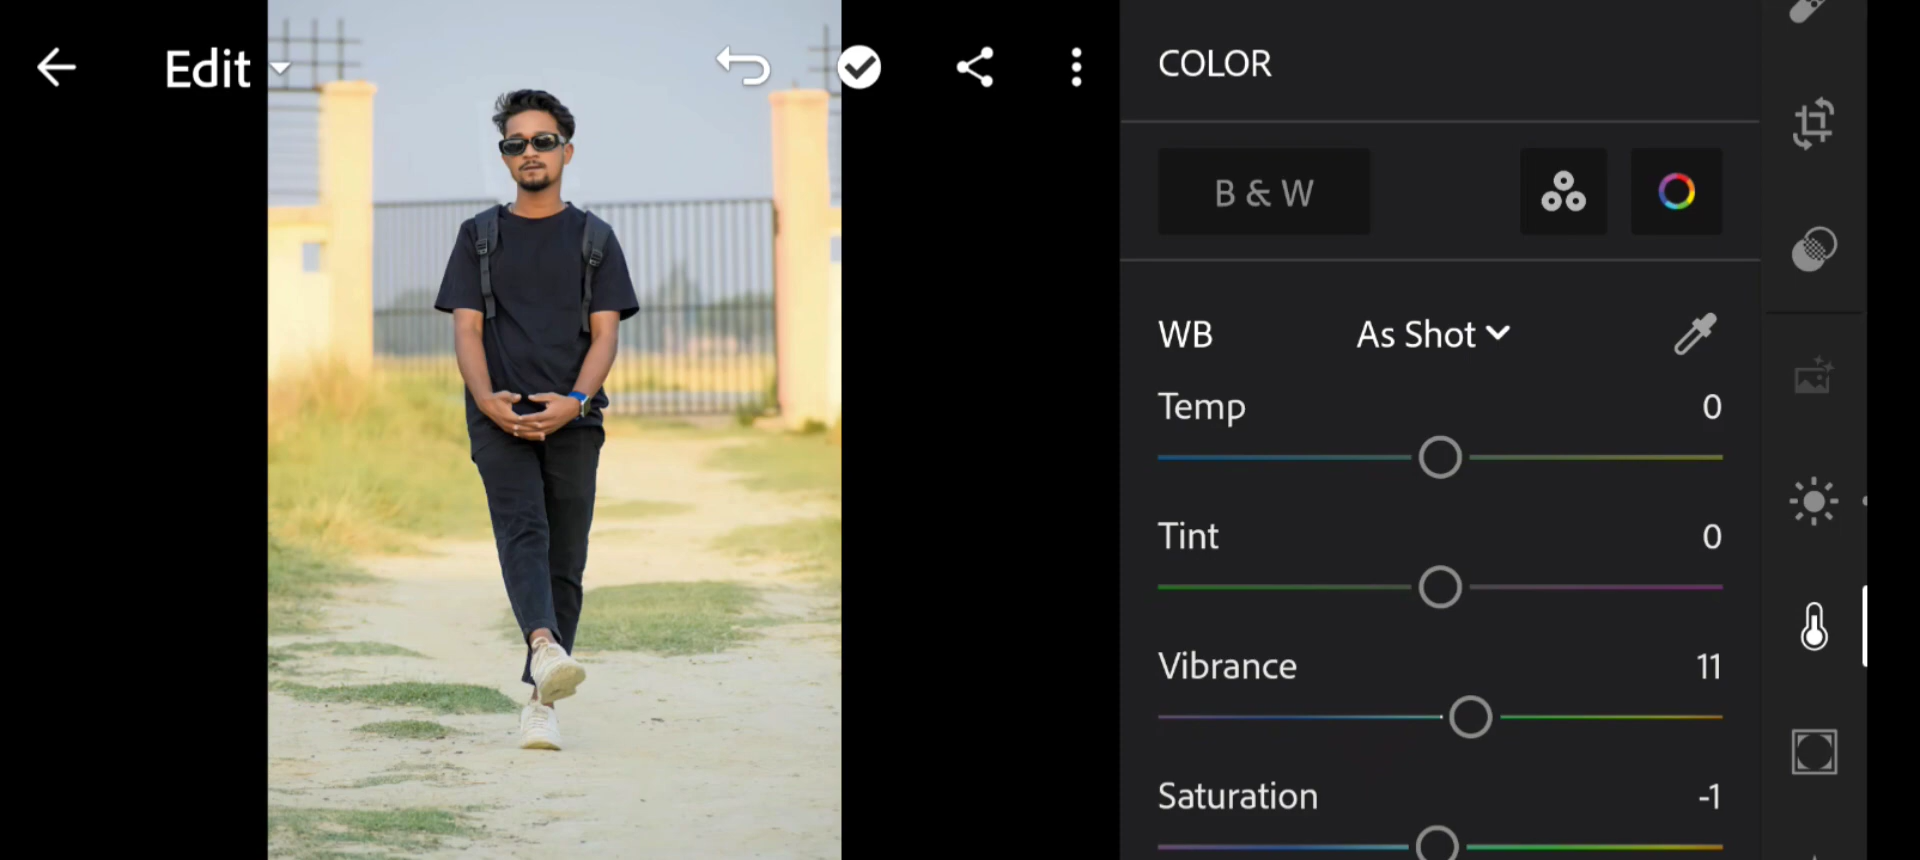 Edit
COLOR
B & W
WB As Shot
Temp 0
Tint 0
Vibrance 11
Saturation -1